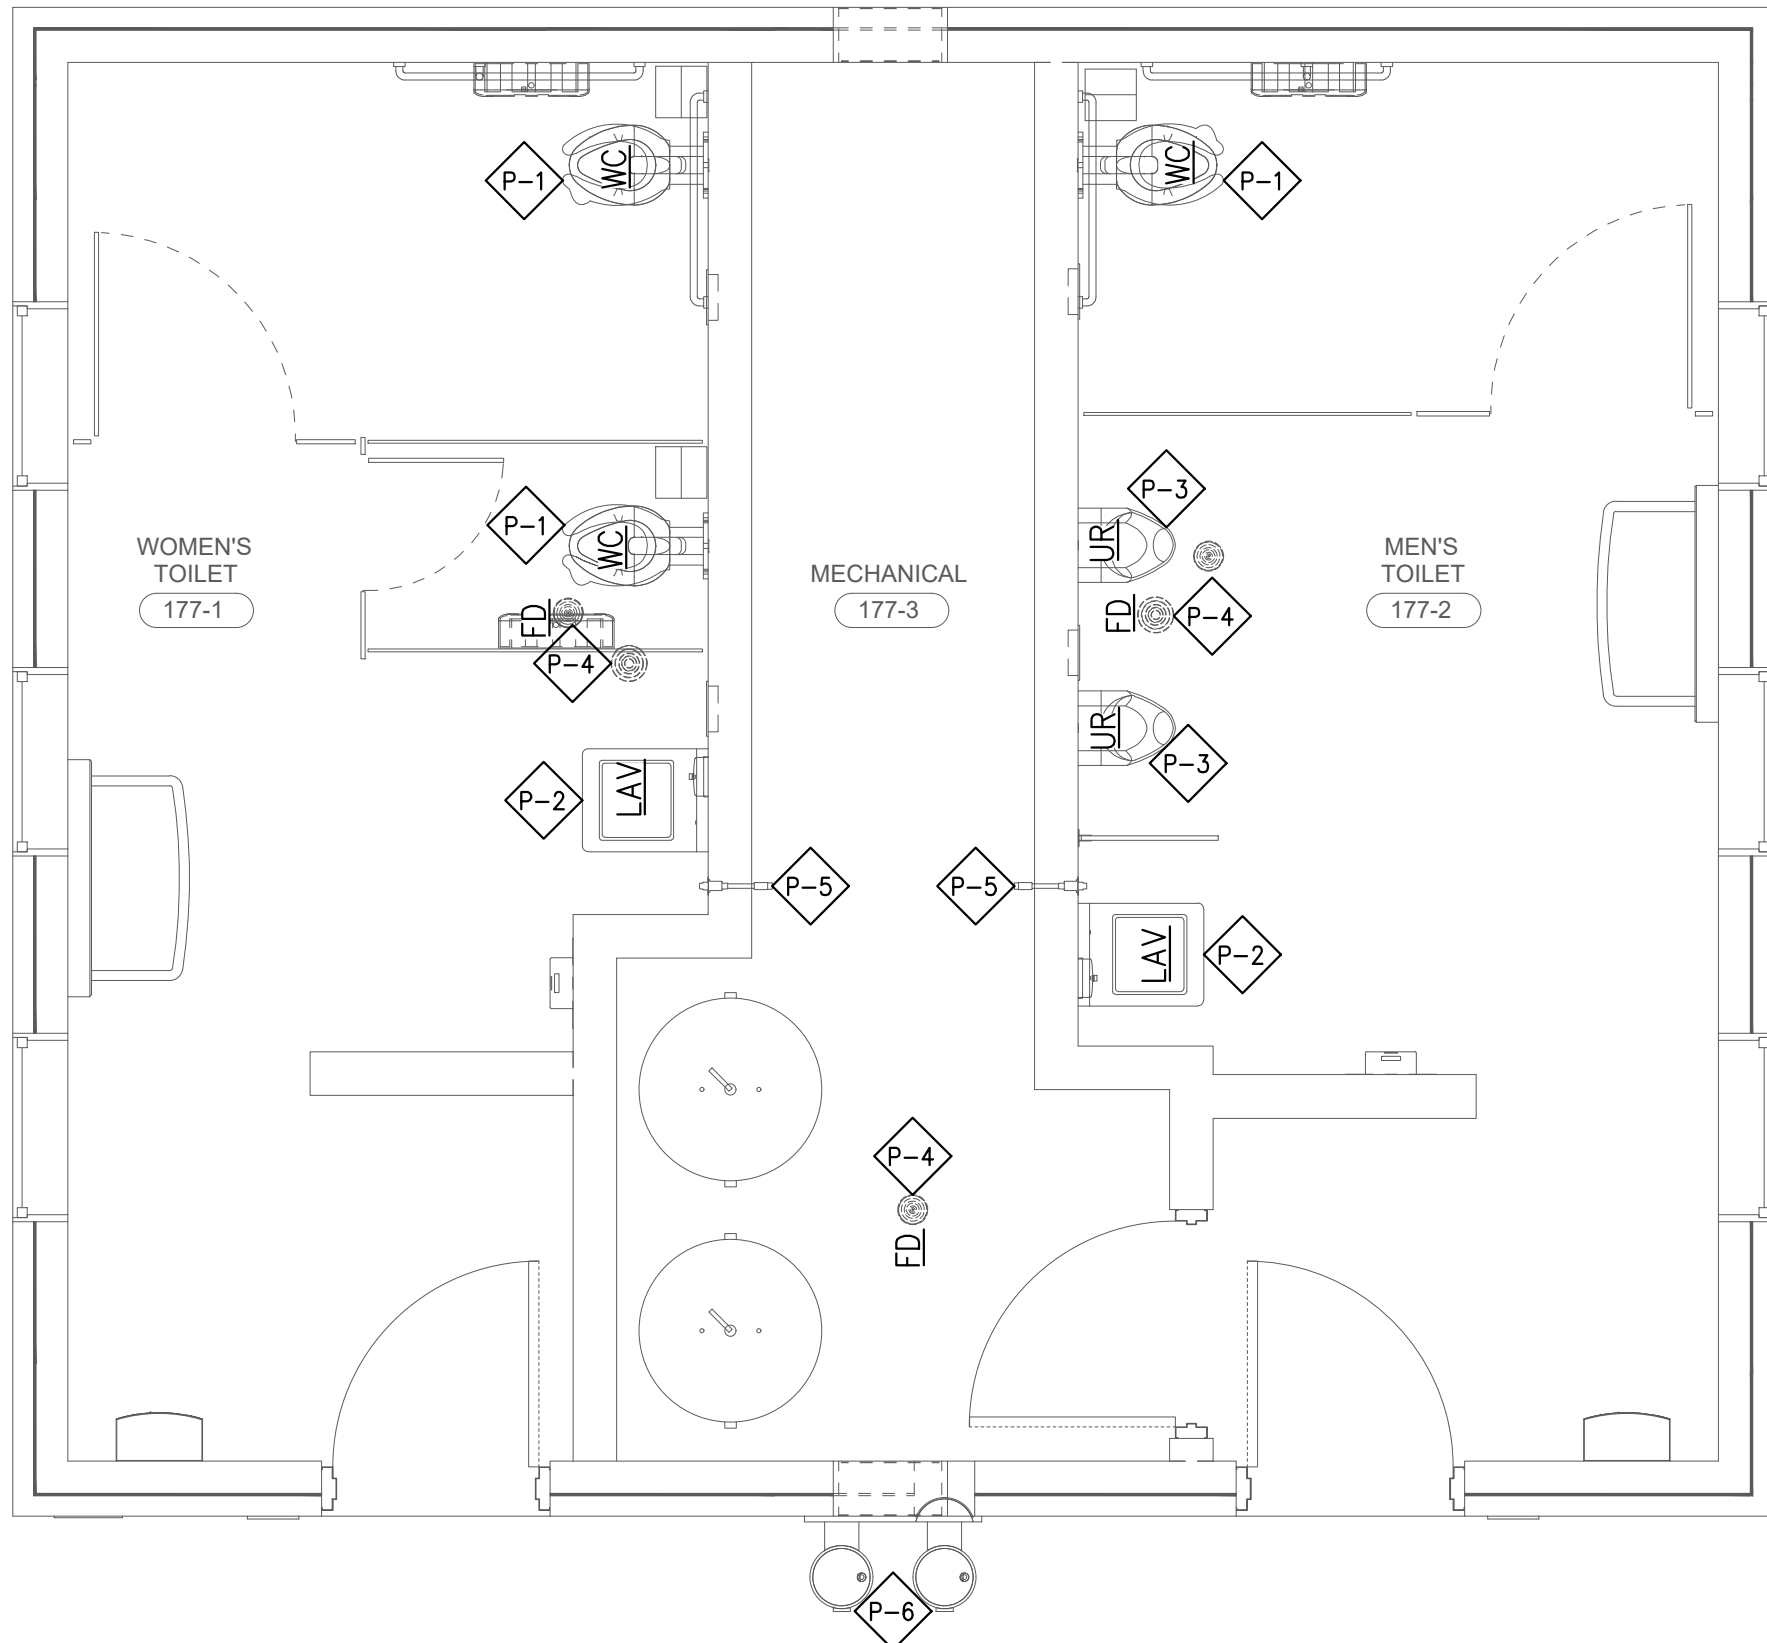 P-1
WC
WC
P-1
P-3
P-1
WC
UR
WOMEN'S
TOILET
177-1
MECHANICAL
177-3
MEN'S
TOILET
177-2
FD
P-4
FD
P-4
UR
P-3
P-2
LAV
P-5
P-5
LAV
P-2
P-4
FD
P-6